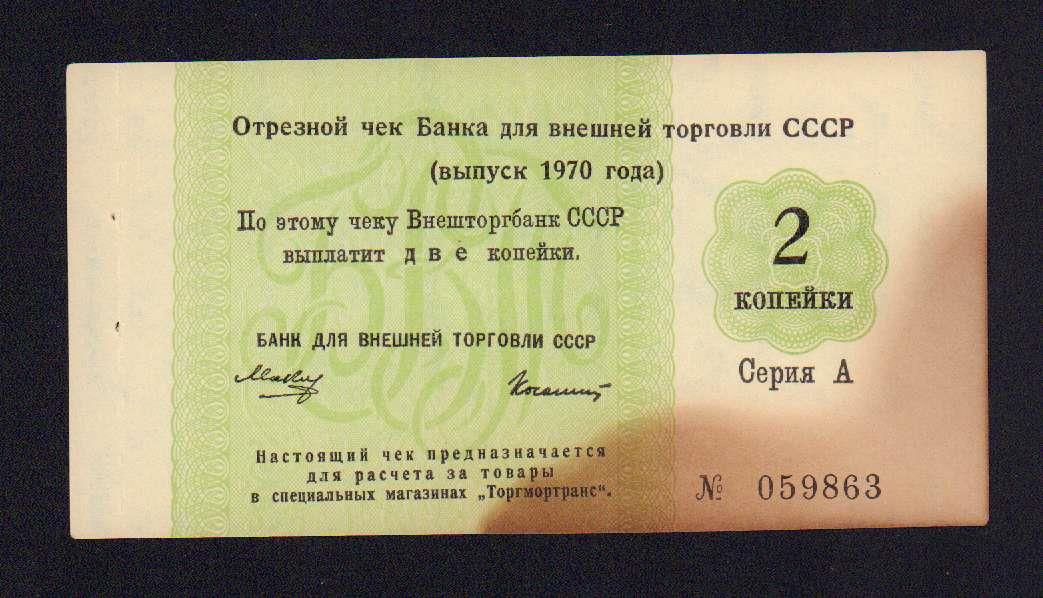 Отрезной чек Банка для внешней торговли СССР
(выпуск 1970 года)
По этому чеку Внешторгбанк СССР
выплатит две копейки.
2
КОПЕЙКИ
БАНК ДЛЯ ВНЕШНЕЙ ТОРГОВЛИ СССР
Серия А
Настоящий чек предназначается
для расчета за товары
в специальных магазинах „Торгмортранс“.
№ 059863